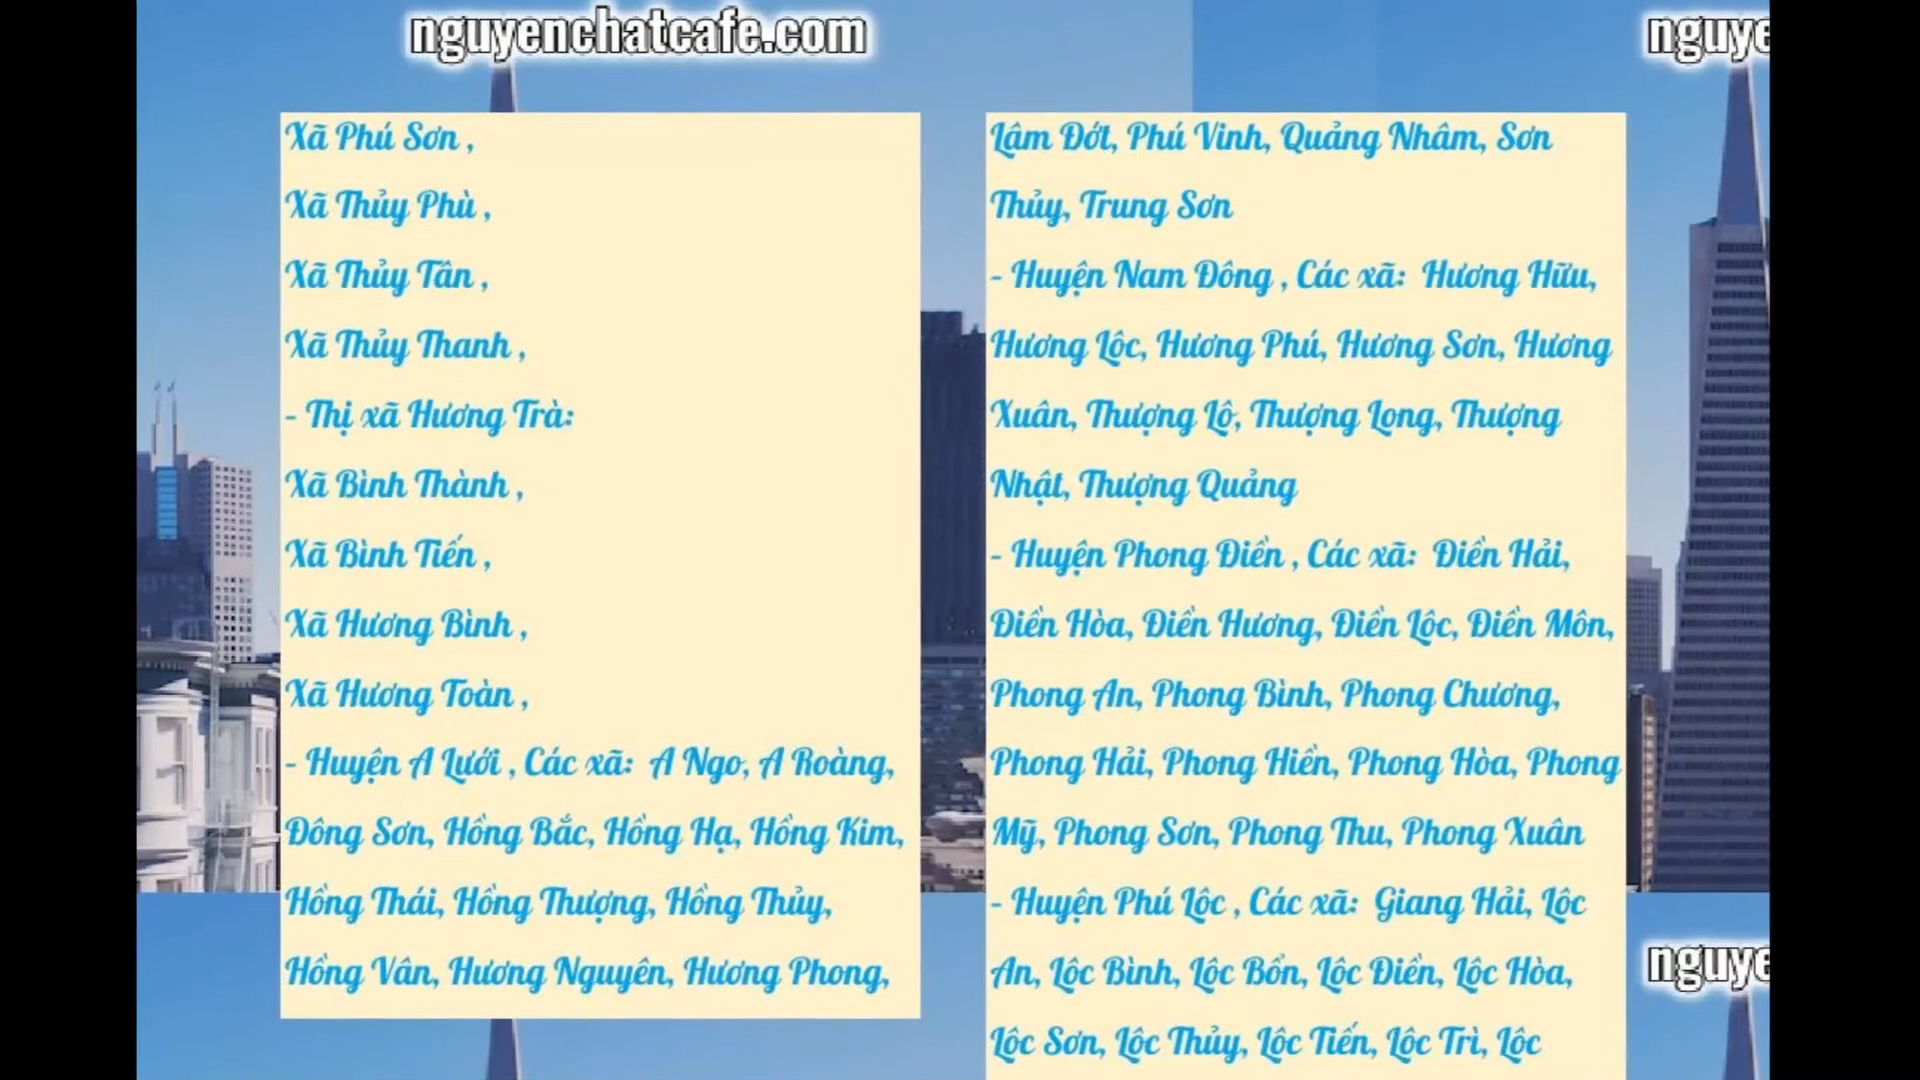 nguyenchatcafe.com
nguye
Xã Phú Sơn ,
Xã Thủy Phù ,
Xã Thủy Tân ,
Xã Thủy Thanh ,
- Thị xã Hương Trà:
Xã Bình Thành ,
Xã Bình Tiến ,
Xã Hương Bình ,
Xã Hương Toàn ,
- Huyện A Lưới , Các xã: A Ngo, A Roàng,
Đông Sơn, Hồng Bắc, Hồng Hạ, Hồng Kim,
Hồng Thái, Hồng Thượng, Hồng Thủy,
Hồng Vân, Hương Nguyên, Hương Phong,
Lâm Đớt, Phú Vinh, Quảng Nhâm, Sơn
Thủy, Trung Sơn
- Huyện Nam Đông , Các xã: Hương Hữu,
Hương Lộc, Hương Phú, Hương Sơn, Hương
Xuân, Thượng Lộ, Thượng Long, Thượng
Nhật, Thượng Quảng
- Huyện Phong Điền , Các xã: Điền Hải,
Điền Hòa, Điền Hương, Điền Lộc, Điền Môn,
Phong An, Phong Bình, Phong Chương,
Phong Hải, Phong Hiền, Phong Hòa, Phong
Mỹ, Phong Sơn, Phong Thu, Phong Xuân
- Huyện Phú Lộc , Các xã: Giang Hải, Lộc
An, Lộc Bình, Lộc Bổn, Lộc Điền, Lộc Hòa,
Lộc Sơn, Lộc Thủy, Lộc Tiến, Lộc Trì, Lộc
nguye